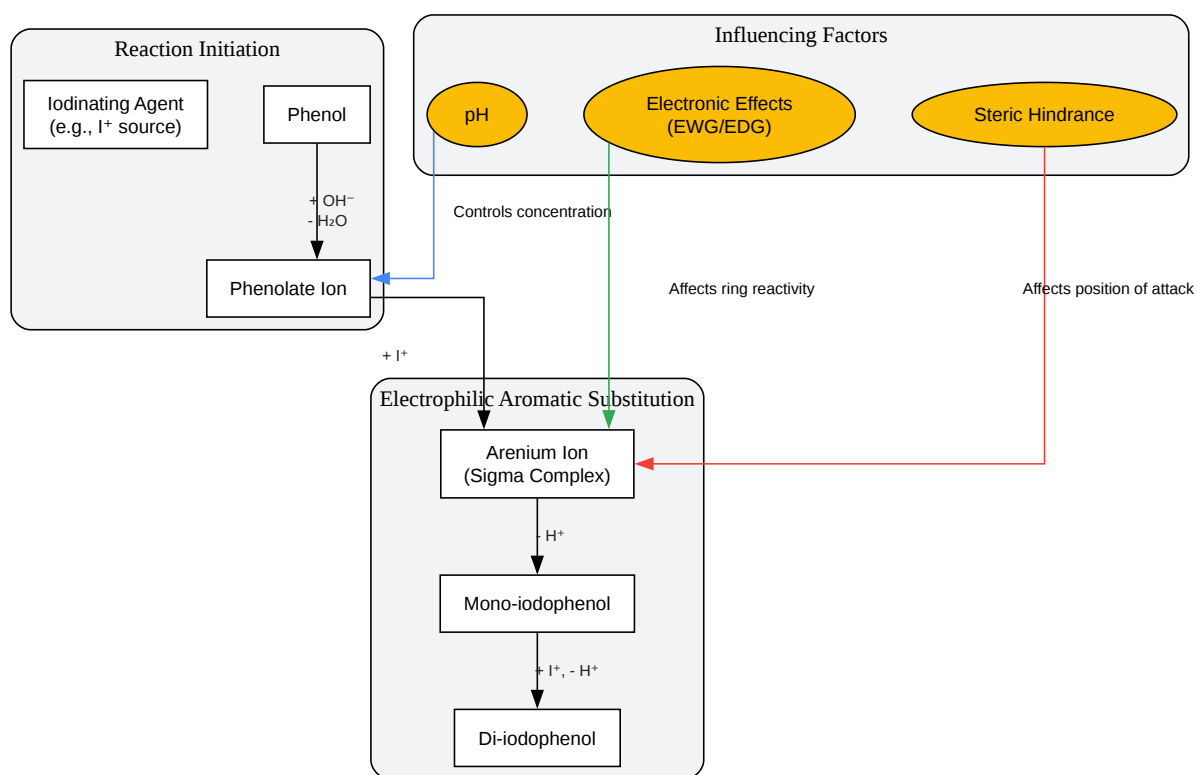 Reaction Initiation
Iodinating Agent
(e.g., I⁺ source)
Phenol
+ OH⁻
- H₂O
Phenolate Ion
Influencing Factors
pH
Electronic Effects
(EWG/EDG)
Steric Hindrance
Controls concentration
Affects ring reactivity
Affects position of attack
+ I⁺
Electrophilic Aromatic Substitution
Arenium Ion
(Sigma Complex)
- H⁺
Mono-iodophenol
+ I⁺, - H⁺
Di-iodophenol